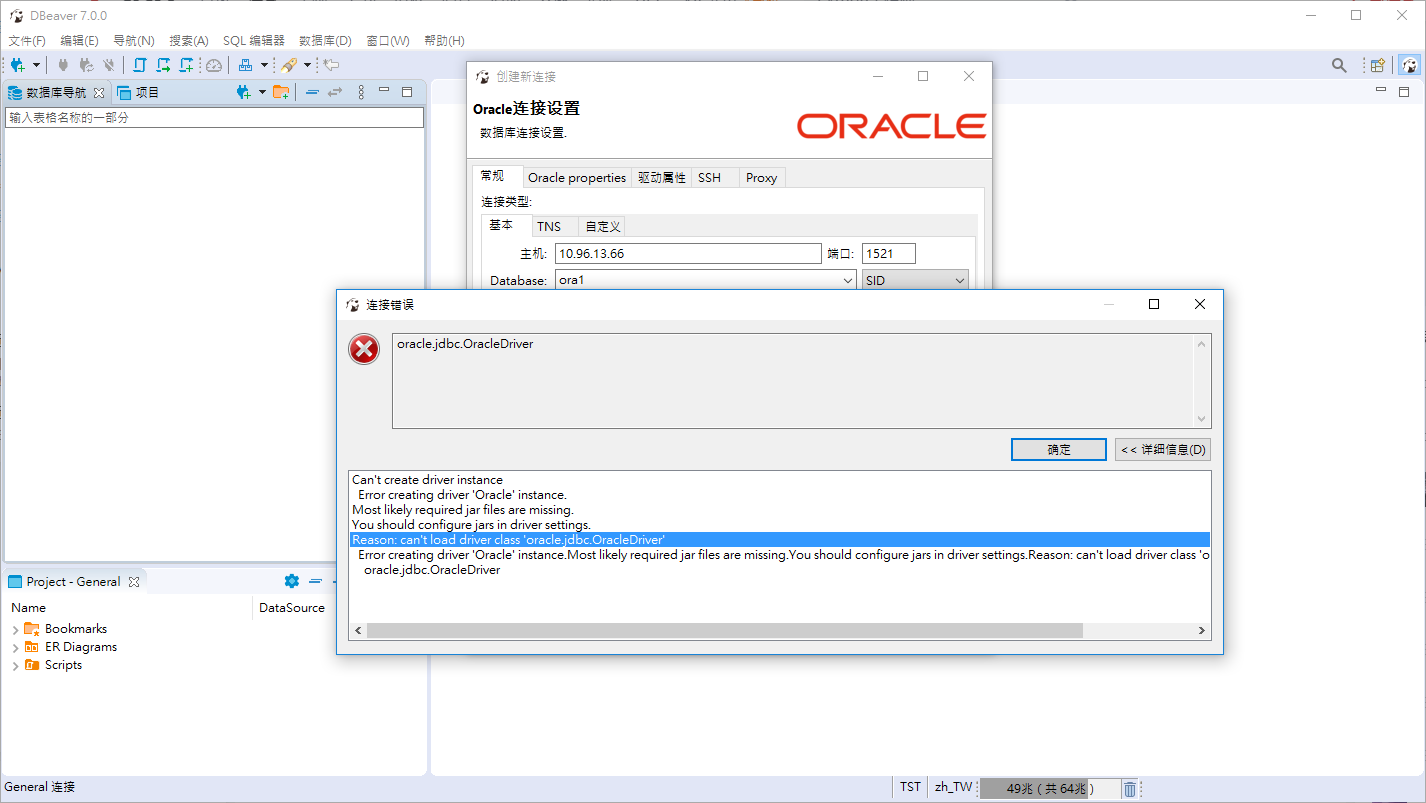 DBeaver 7.0.0
文件(F) 编辑(E) 导航(N) 搜索(A) SQL 编辑器 数据库(D) 窗口(W) 帮助(H)
数据库导航 项目
输入表格名称的一部分
创建新连接
Oracle连接设置
数据库连接设置.
ORACLE
常规 Oracle properties 驱动属性 SSH Proxy
连接类型:
基本 TNS 自定义
主机: 10.96.13.66 端口: 1521
Database: ora1 SID
连接错误
oracle.jdbc.OracleDriver
确定 << 详细信息(D)
Can't create driver instance
Error creating driver 'Oracle' instance.
Most likely required jar files are missing.
You should configure jars in driver settings.
Reason: can't load driver class 'oracle.jdbc.OracleDriver'
Error creating driver 'Oracle' instance.Most likely required jar files are missing.You should configure jars in driver settings.Reason: can't load driver class 'o
oracle.jdbc.OracleDriver
Project - General
Name DataSource
Bookmarks
ER Diagrams
Scripts
General 连接 TST zh_TW 49兆 ( 共 64兆 )